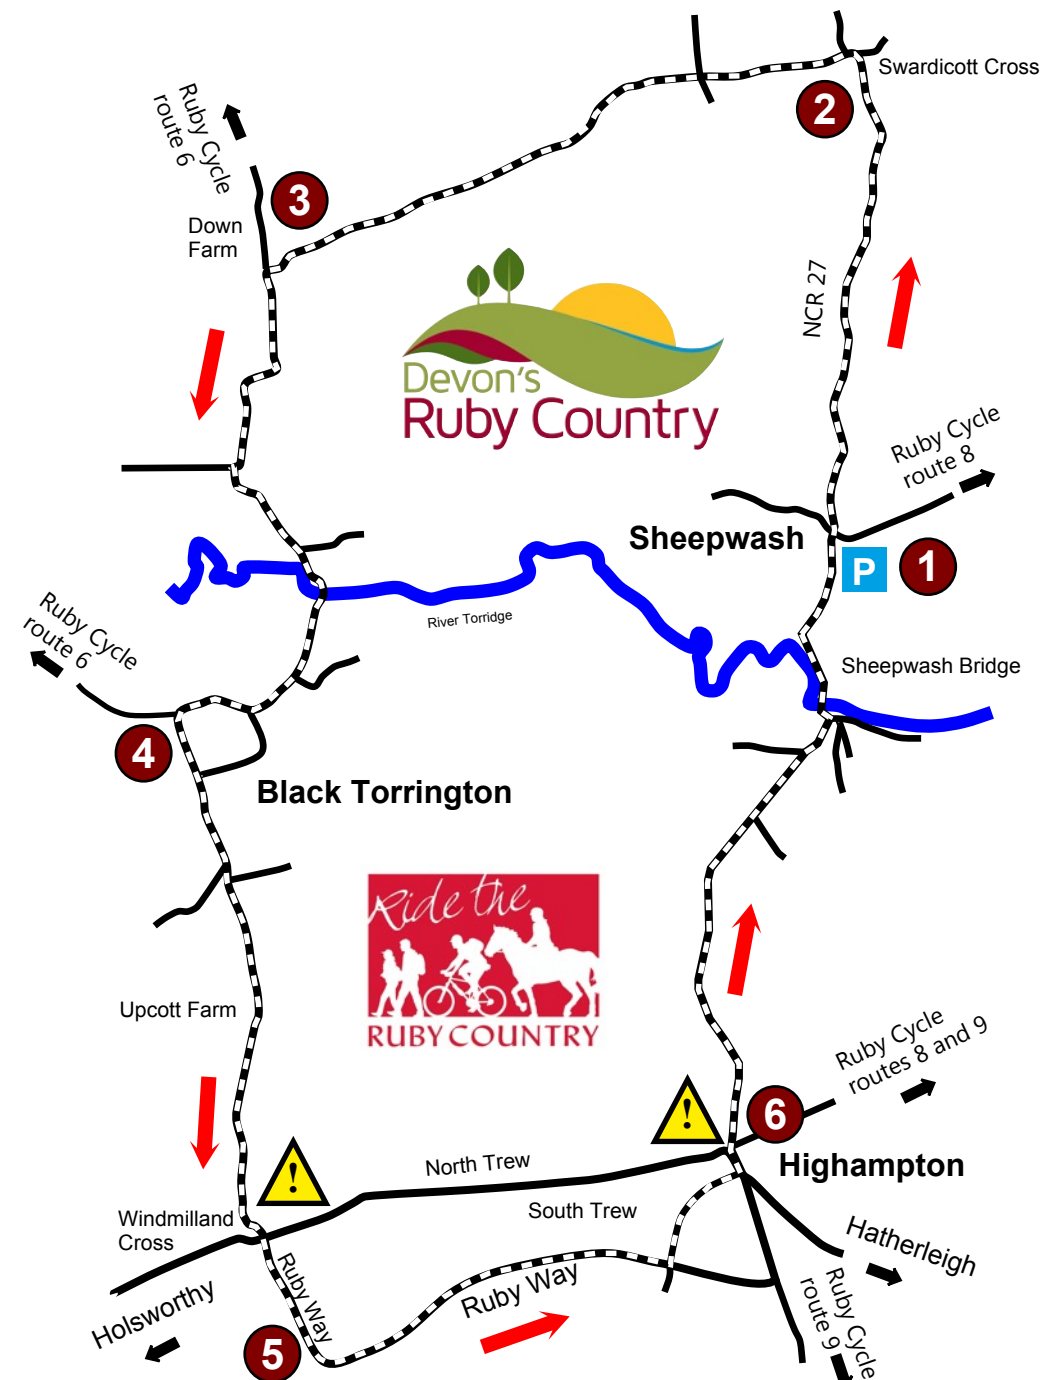 Swardicott Cross
2
Ruby Cycle
route 6
3
Down
Farm
NCR 27
Devon's
Ruby Country
Ruby Cycle
route 8
Sheepwash
P
1
River Torridge
Ruby Cycle
route 6
Sheepwash Bridge
4
Black Torrington
Ride the
RUBY COUNTRY
Upcott Farm
Ruby Cycle
routes 8 and 9
!
6
!
North Trew
Highampton
South Trew
Windmilland
Cross
Hatherleigh
Ruby Way
Ruby Way
Holsworthy
Ruby Cycle
route 9
5